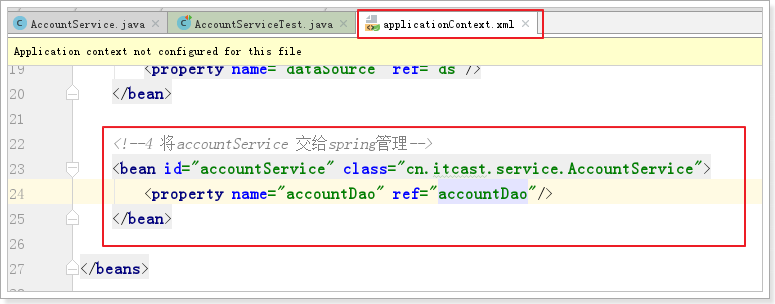 AccountService.java × AccountServiceTest.java × applicationContext.xml ×
Application context not configured for this file
19 <property name="dataSource" ref="ds"/>
20 </bean>
21
22 <!--4 将accountService 交给spring管理-->
23 <bean id="accountService" class="cn.itcast.service.AccountService">
24 <property name="accountDao" ref="accountDao"/>
25 </bean>
26
27 </beans>